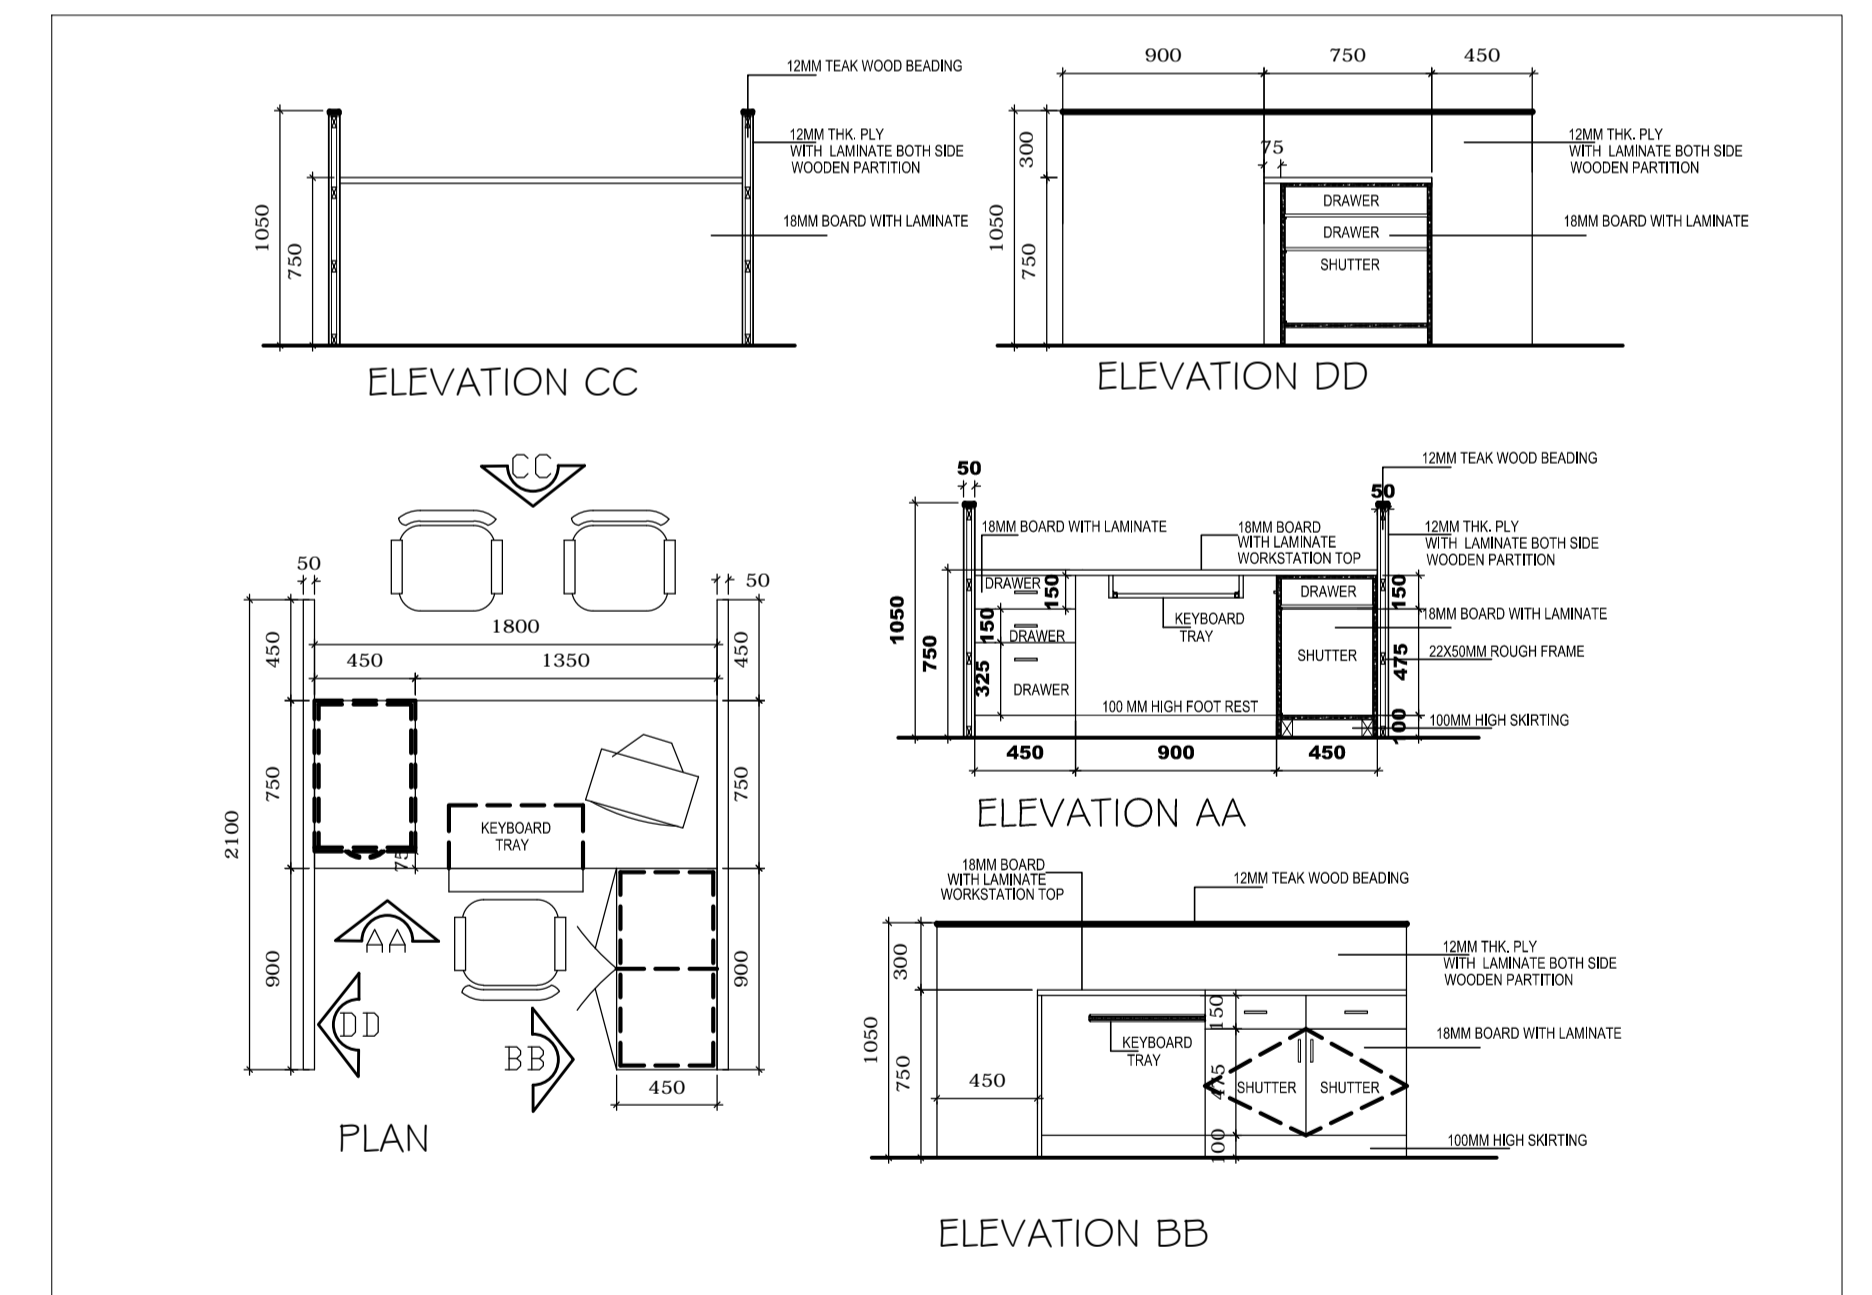 12MM TEAK WOOD BEADING
12MM THK. PLY
WITH LAMINATE BOTH SIDE
WOODEN PARTITION
18MM BOARD WITH LAMINATE
1050
750
ELEVATION CC
900
750
450
300
75
1050
750
DRAWER
DRAWER
SHUTTER
12MM THK. PLY
WITH LAMINATE BOTH SIDE
WOODEN PARTITION
18MM BOARD WITH LAMINATE
ELEVATION DD
CC
50
50
1800
450
1350
450
450
750
750
2100
900
900
75
KEYBOARD
TRAY
AA
DD
BB
450
PLAN
12MM TEAK WOOD BEADING
50
50
18MM BOARD WITH LAMINATE
18MM BOARD
WITH LAMINATE
WORKSTATION TOP
12MM THK. PLY
WITH LAMINATE BOTH SIDE
WOODEN PARTITION
1050
750
DRAWER
150
150
DRAWER
325
DRAWER
KEYBOARD
TRAY
DRAWER
150
18MM BOARD WITH LAMINATE
SHUTTER
475
22X50MM ROUGH FRAME
100 MM HIGH FOOT REST
100
100MM HIGH SKIRTING
450
900
450
ELEVATION AA
18MM BOARD
WITH LAMINATE
WORKSTATION TOP
12MM TEAK WOOD BEADING
300
12MM THK. PLY
WITH LAMINATE BOTH SIDE
WOODEN PARTITION
1050
750
450
KEYBOARD
TRAY
150
475
100
18MM BOARD WITH LAMINATE
SHUTTER
SHUTTER
100MM HIGH SKIRTING
ELEVATION BB